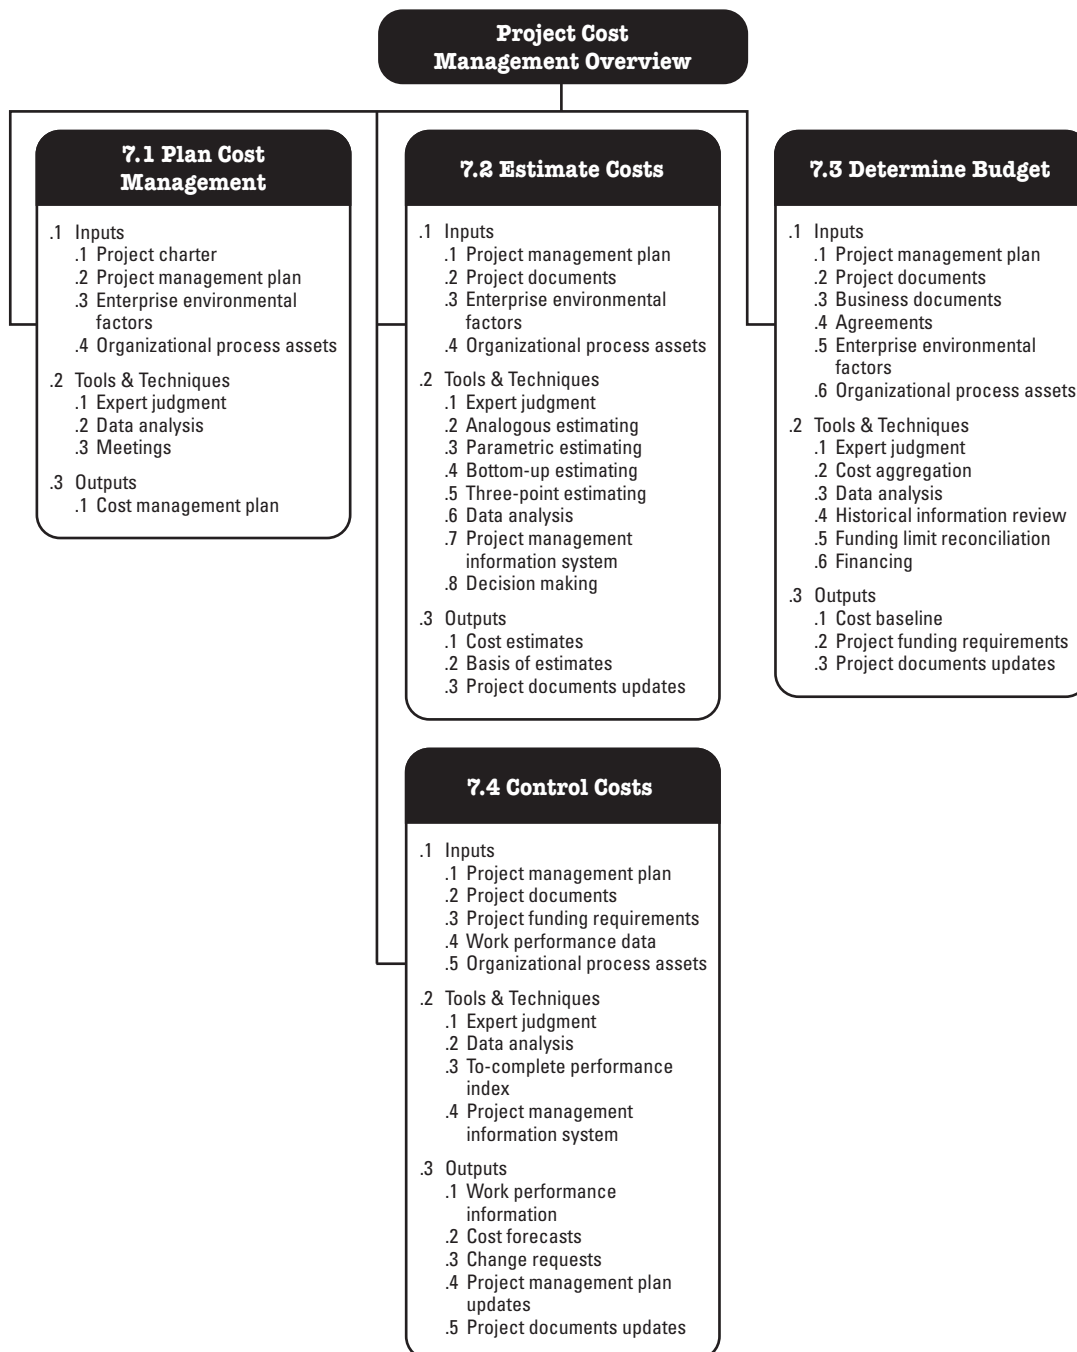 Project Cost
Management Overview
7.1 Plan Cost
Management
.1 Inputs
.1 Project charter
.2 Project management plan
.3 Enterprise environmental
factors
.4 Organizational process assets
.2 Tools & Techniques
.1 Expert judgment
.2 Data analysis
.3 Meetings
.3 Outputs
.1 Cost management plan
7.2 Estimate Costs
.1 Inputs
.1 Project management plan
.2 Project documents
.3 Enterprise environmental
factors
.4 Organizational process assets
.2 Tools & Techniques
.1 Expert judgment
.2 Analogous estimating
.3 Parametric estimating
.4 Bottom-up estimating
.5 Three-point estimating
.6 Data analysis
.7 Project management
information system
.8 Decision making
.3 Outputs
.1 Cost estimates
.2 Basis of estimates
.3 Project documents updates
7.3 Determine Budget
.1 Inputs
.1 Project management plan
.2 Project documents
.3 Business documents
.4 Agreements
.5 Enterprise environmental
factors
.6 Organizational process assets
.2 Tools & Techniques
.1 Expert judgment
.2 Cost aggregation
.3 Data analysis
.4 Historical information review
.5 Funding limit reconciliation
.6 Financing
.3 Outputs
.1 Cost baseline
.2 Project funding requirements
.3 Project documents updates
7.4 Control Costs
.1 Inputs
.1 Project management plan
.2 Project documents
.3 Project funding requirements
.4 Work performance data
.5 Organizational process assets
.2 Tools & Techniques
.1 Expert judgment
.2 Data analysis
.3 To-complete performance
index
.4 Project management
information system
.3 Outputs
.1 Work performance
information
.2 Cost forecasts
.3 Change requests
.4 Project management plan
updates
.5 Project documents updates